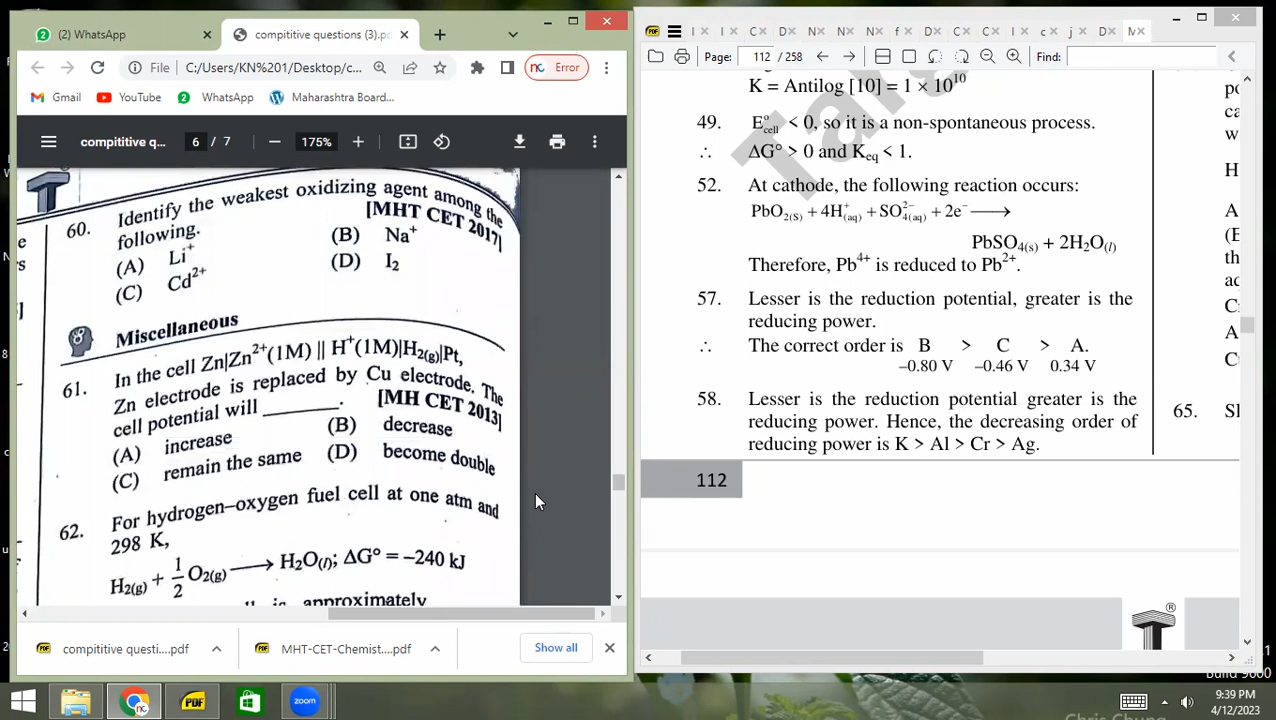 (2) WhatsApp
compititive questions (3).pd
File
C:/Users/KN%201/Desktop/c...
Error
Gmail
YouTube
WhatsApp
Maharashtra Board...
compititive q...
6 / 7
175%
60. Identify the weakest oxidizing agent among the
following. [MHT CET 2017]
(A) Li⁺ (B) Na⁺
(C) Cd²⁺ (D) I₂
Miscellaneous
61. In the cell Zn|Zn²⁺(1M) || H⁺(1M)|H₂(g)|Pt,
Zn electrode is replaced by Cu electrode. The
cell potential will ________. [MH CET 2013]
(A) increase (B) decrease
(C) remain the same (D) become double
62. For hydrogen–oxygen fuel cell at one atm and
298 K,
H₂(g) + 1/2 O₂(g) ⟶ H₂O(l); ΔG° = –240 kJ
approximately
compititive questi....pdf
MHT-CET-Chemist....pdf
Show all
Page: 112 / 258
Find:
K = Antilog [10] = 1 × 10¹⁰
49. E°cell < 0, so it is a non-spontaneous process.
∴ ΔG° > 0 and Keq < 1.
52. At cathode, the following reaction occurs:
PbO₂(S) + 4H⁺(aq) + SO₄²⁻(aq) + 2e⁻ ⟶
PbSO₄(s) + 2H₂O(l)
Therefore, Pb⁴⁺ is reduced to Pb²⁺.
57. Lesser is the reduction potential, greater is the
reducing power.
∴ The correct order is B > C > A.
–0.80 V –0.46 V 0.34 V
58. Lesser is the reduction potential greater is the
reducing power. Hence, the decreasing order of
reducing power is K > Al > Cr > Ag.
65.
112
PDF
zoom
9:39 PM
4/12/2023